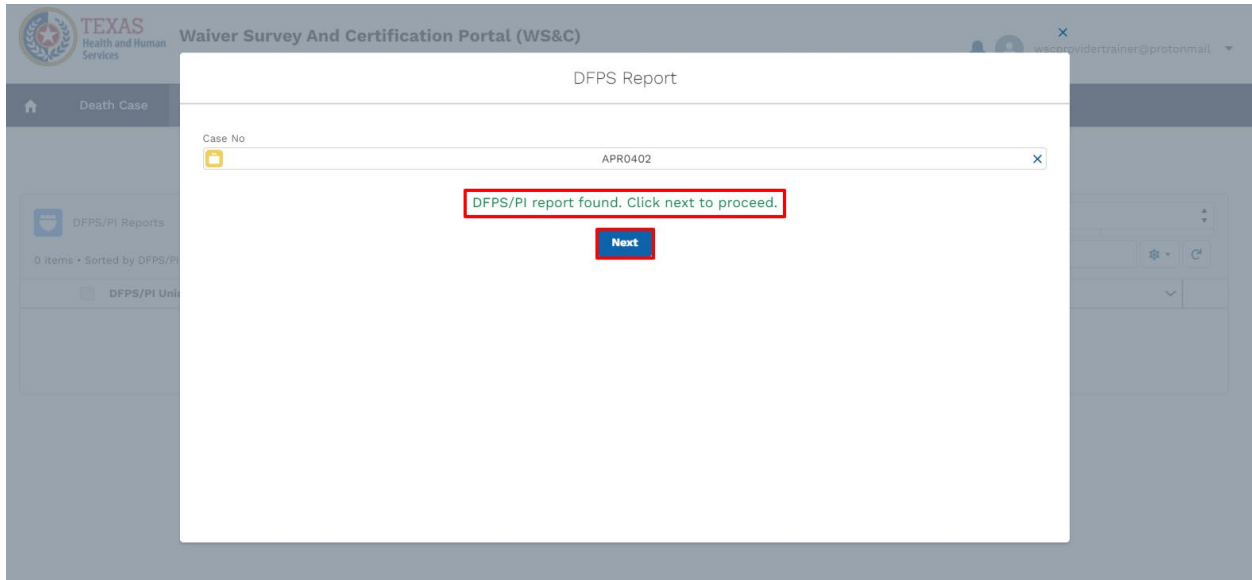 TEXAS
Health and Human
Services
Waiver Survey And Certification Portal (WS&C)
wscprovidertrainer@protonmail
Death Case
DFPS Report
Case No
APR0402
DFPS/PI report found. Click next to proceed.
Next
DFPS/PI Reports
0 items • Sorted by DFPS/PI
DFPS/PI Uni